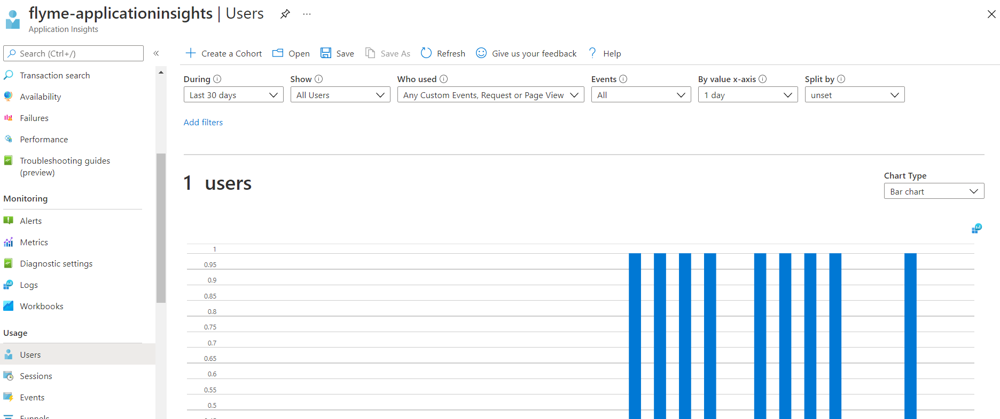 flyme-applicationinsights | Users
Application Insights
Search (Ctrl+/)
Transaction search
Availability
Failures
Performance
Troubleshooting guides
(preview)
Monitoring
Alerts
Metrics
Diagnostic settings
Logs
Workbooks
Usage
Users
Sessions
Events
Funnels
Create a Cohort
Open
Save
Save As
Refresh
Give us your feedback
Help
During
Last 30 days
Show
All Users
Who used
Any Custom Events, Request or Page View
Events
All
By value x-axis
1 day
Split by
unset
Add filters
1 users
Chart Type
Bar chart
1
0.95
0.9
0.85
0.8
0.75
0.7
0.65
0.6
0.55
0.5